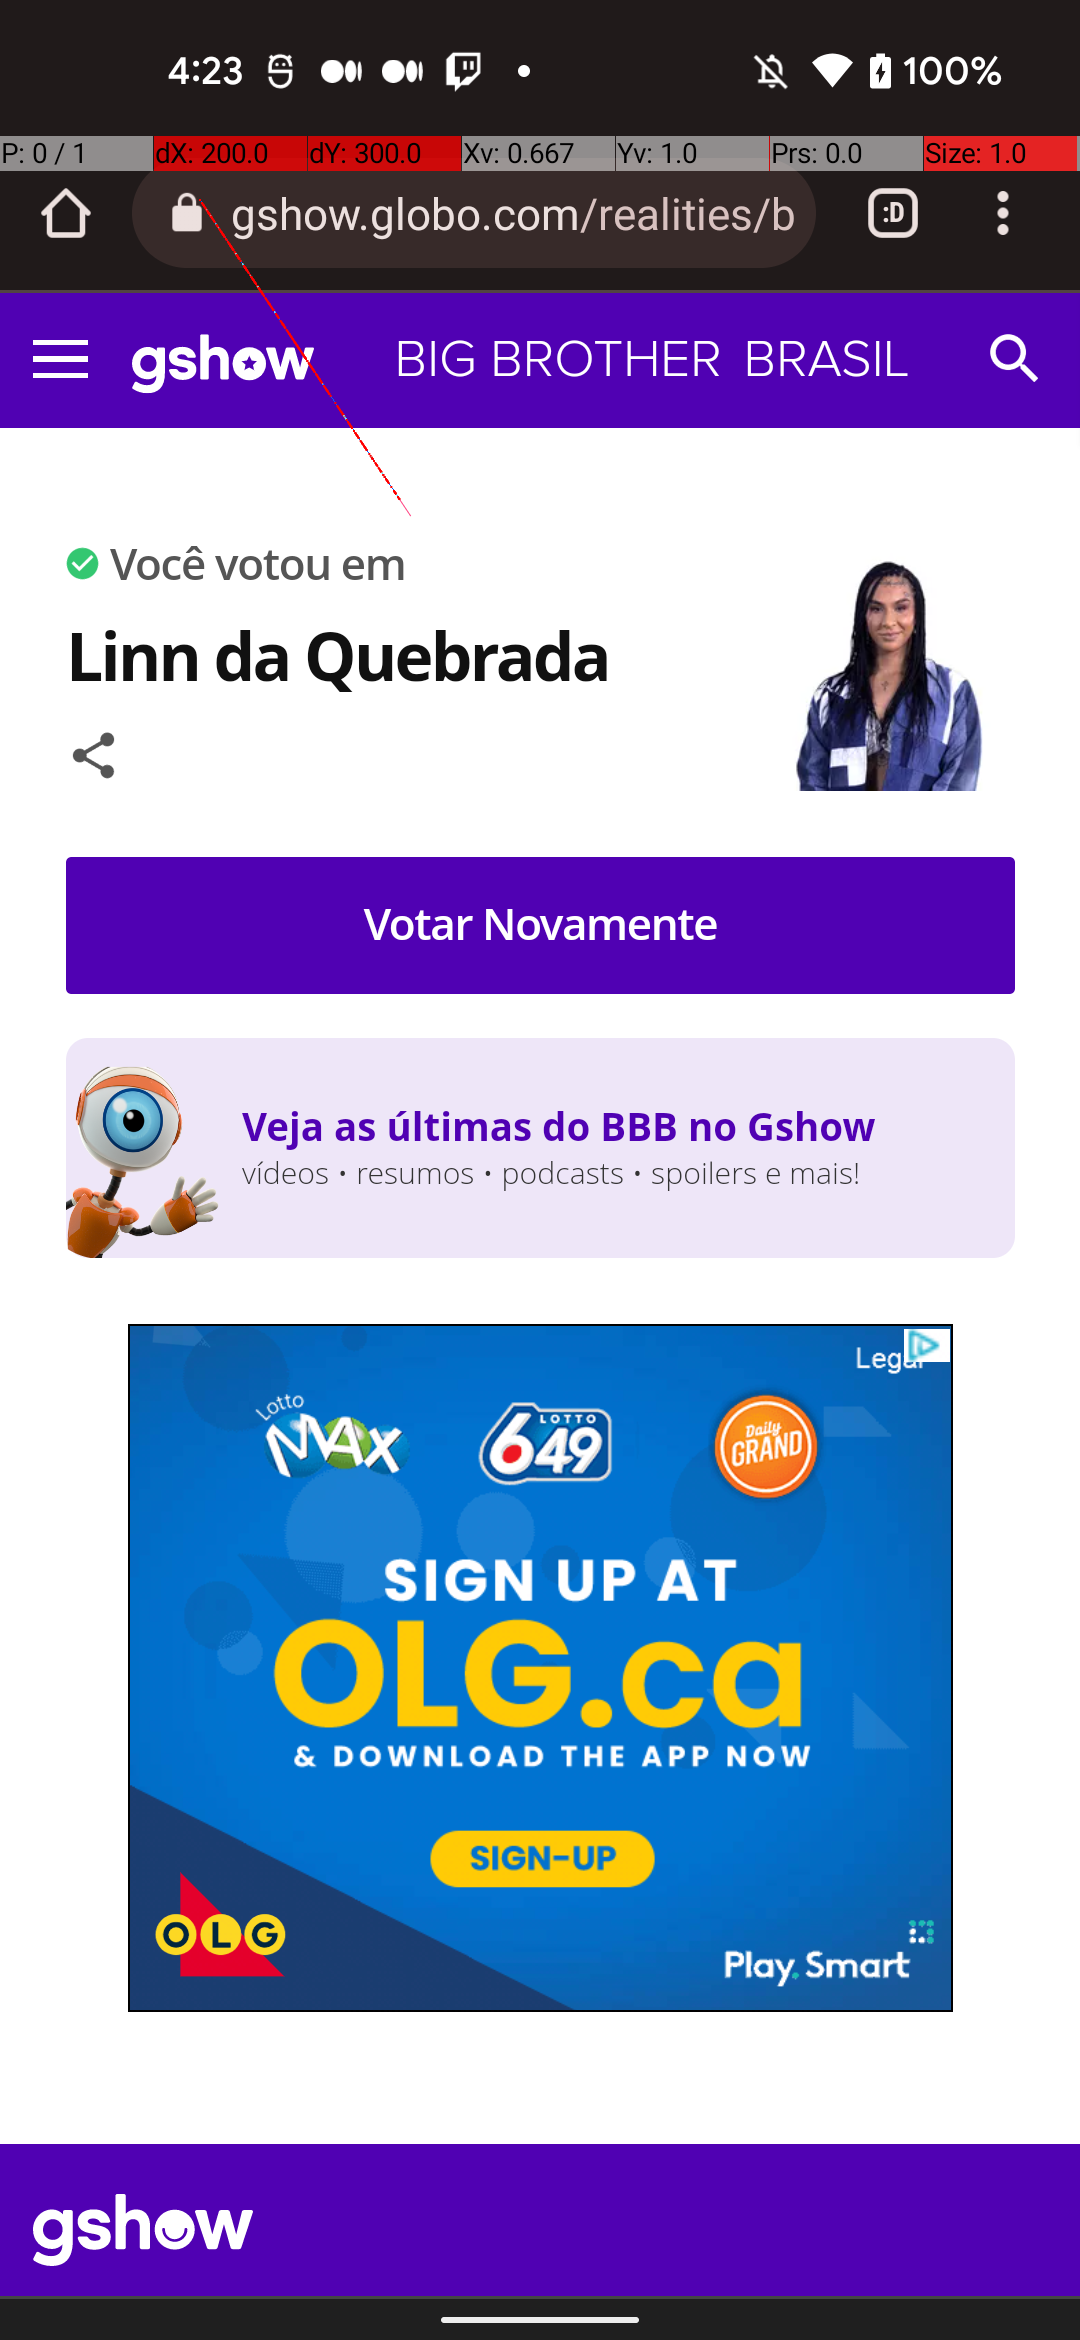 4:23
100%
P: 0 / 1
dX: 200.0
dY: 300.0
Xv: 0.667
Yv: 1.0
Prs: 0.0
Size: 1.0
:D
gshow.globo.com/realities/b
gshow
BIG BROTHER BRASIL
Você votou em
Linn da Quebrada
Votar Novamente
Veja as últimas do BBB no Gshow
vídeos • resumos • podcasts • spoilers e mais!
Legal
Lotto MAX
LOTTO 649
Daily GRAND
SIGN UP AT
OLG.ca
& DOWNLOAD THE APP NOW
SIGN-UP
OLG
Play. Smart
gshow